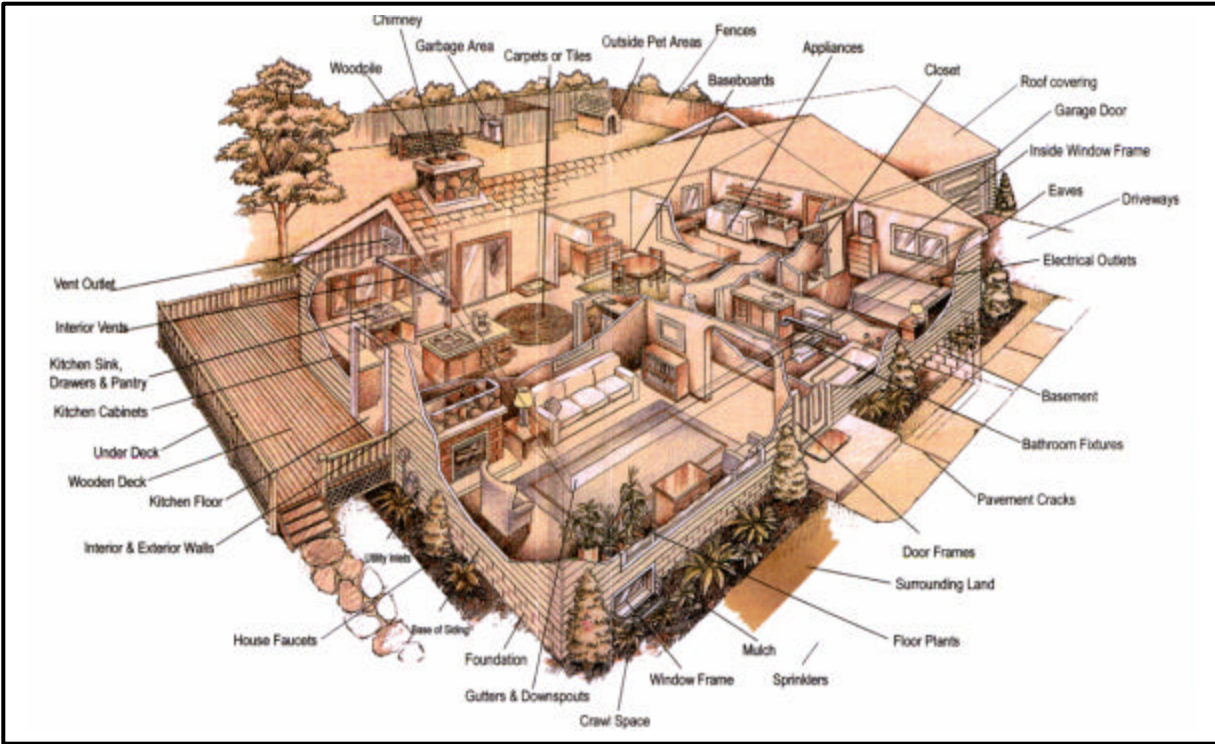 Chimney
Garbage Area
Woodpile
Carpets or Tiles
Outside Pet Areas
Fences
Baseboards
Appliances
Closet
Roof covering
Garage Door
Inside Window Frame
Eaves
Driveways
Electrical Outlets
Vent Outlet
Interior Vents
Kitchen Sink,
Drawers & Pantry
Kitchen Cabinets
Under Deck
Wooden Deck
Kitchen Floor
Interior & Exterior Walls
Utility Inlets
House Faucets
Base of Siding
Foundation
Gutters & Downspouts
Crawl Space
Window Frame
Mulch
Sprinklers
Floor Plants
Surrounding Land
Door Frames
Pavement Cracks
Bathroom Fixtures
Basement